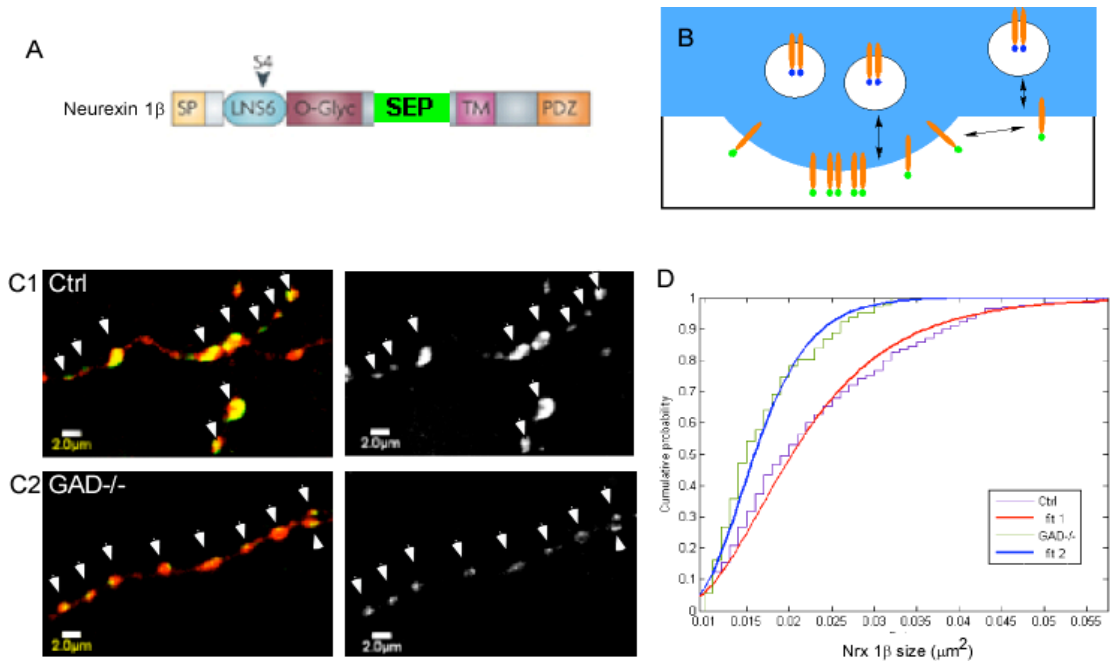 A
S4
Neurexin 1β SP LNS6 O-Glyc SEP TM PDZ
B
C1 Ctrl
2.0µm
C2 GAD-/-
2.0µm
2.0µm
2.0µm
D
Cumulative probability
1
0.9
0.8
0.7
0.6
0.5
0.4
0.3
0.2
0.1
0
0.01 0.015 0.02 0.025 0.03 0.035 0.04 0.045 0.05 0.055
Ctrl
fit 1
GAD-/-
fit 2
Nrx 1β size (µm²)